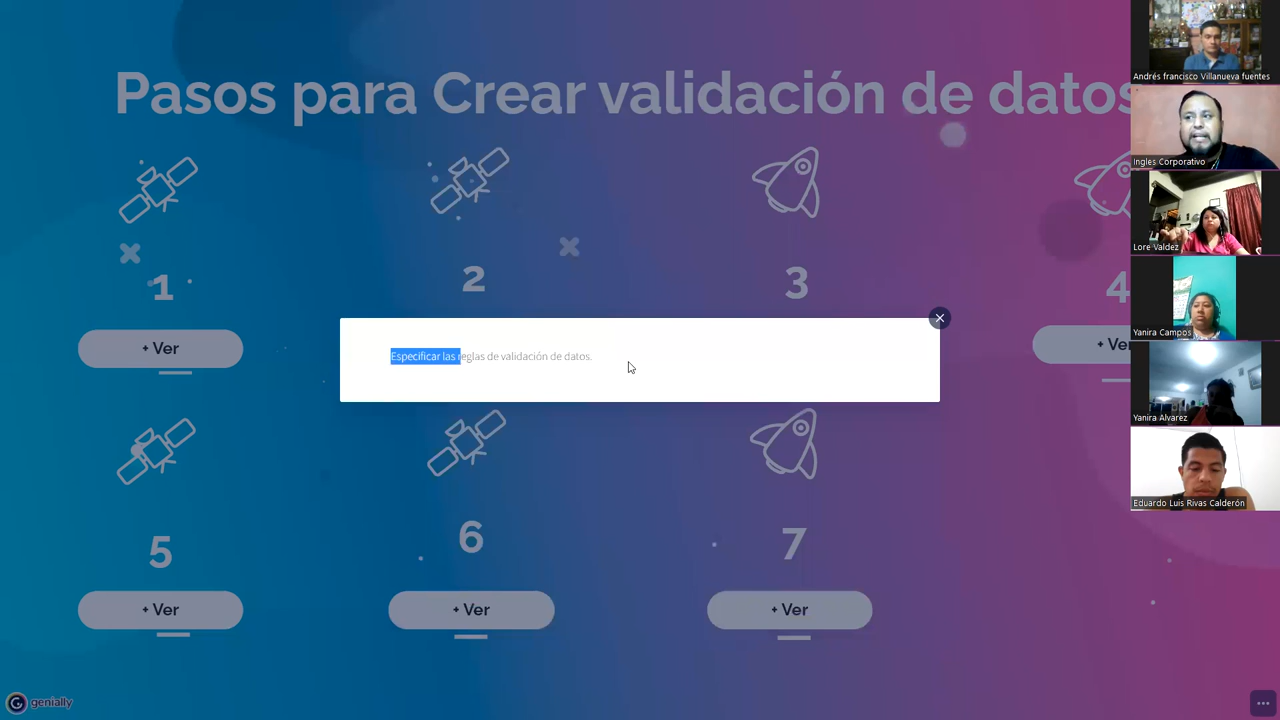 Pasos para Crear validación de datos
1
2
3
4
+ Ver
+ Ver
Especificar las reglas de validación de datos.
5
6
7
+ Ver
+ Ver
+ Ver
genially
Andrés francisco Villanueva fuentes
Ingles Corporativo
Lore Valdez
Yanira Campos
Yanira Alvarez
Eduardo Luis Rivas Calderón